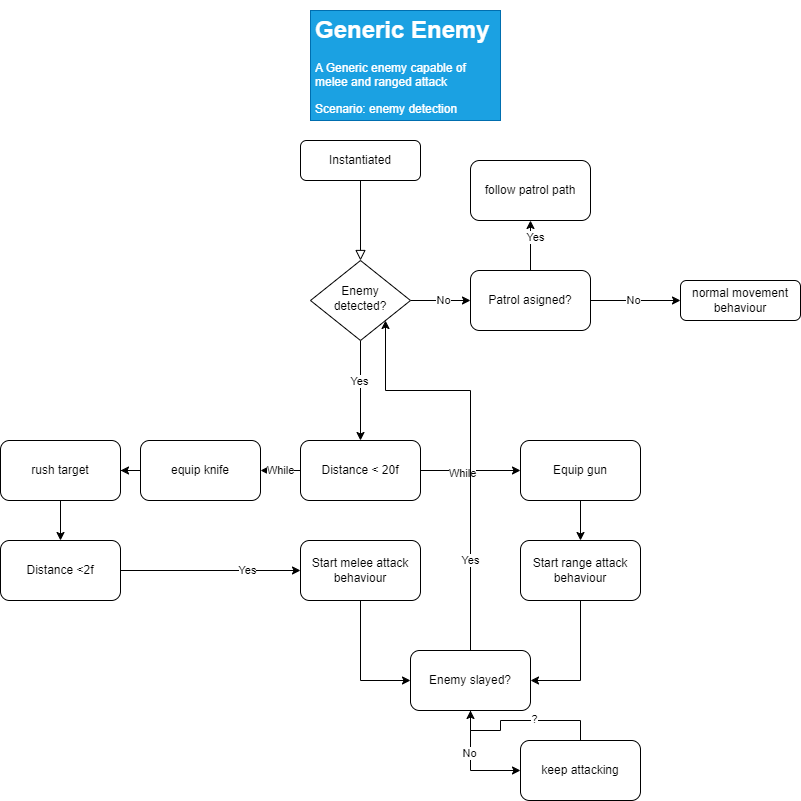 Generic Enemy
A Generic enemy capable of
melee and ranged attack
Scenario: enemy detection
Instantiated
follow patrol path
Yes
Enemy
detected?
No
Patrol asigned?
No
normal movement
behaviour
Yes
rush target
equip knife
While
Distance < 20f
While
Equip gun
Distance <2f
Yes
Start melee attack
behaviour
Yes
Start range attack
behaviour
Enemy slayed?
?
No
keep attacking